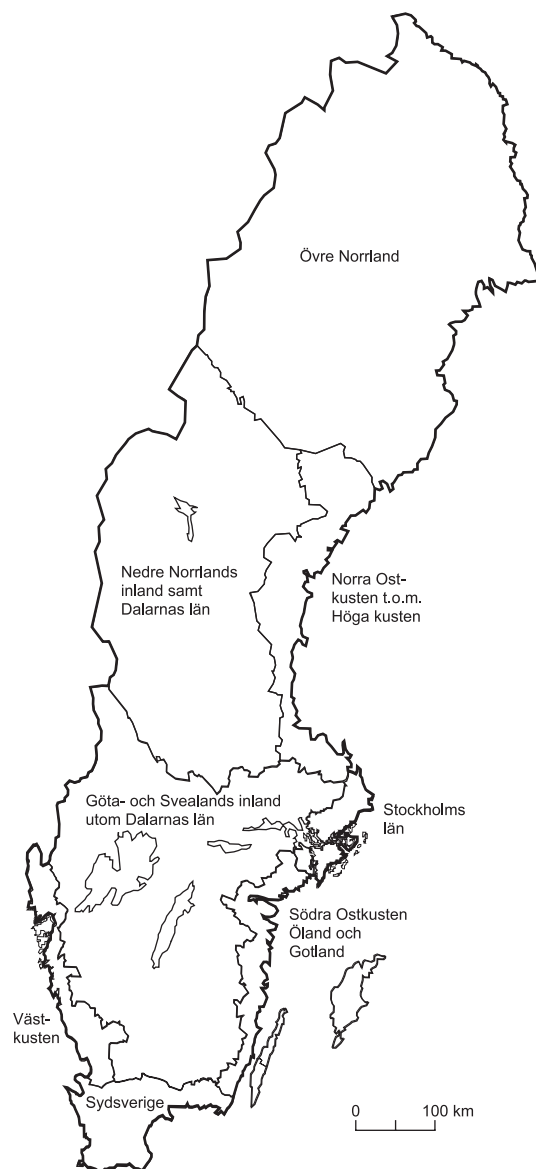 Övre Norrland
Nedre Norrlands
inland samt
Dalarnas län
Norra Ost-
kusten t.o.m.
Höga kusten
Göta- och Svealands inland
utom Dalarnas län
Stockholms
län
Södra Ostkusten
Öland och
Gotland
Väst-
kusten
Sydsverige
0 100 km